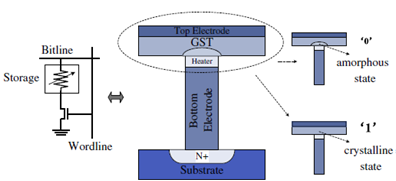 Bitline
Storage
Wordline
Top Electrode
GST
Heater
Bottom
Electrode
N+
Substrate
'0'
amorphous
state
'1'
crystalline
state